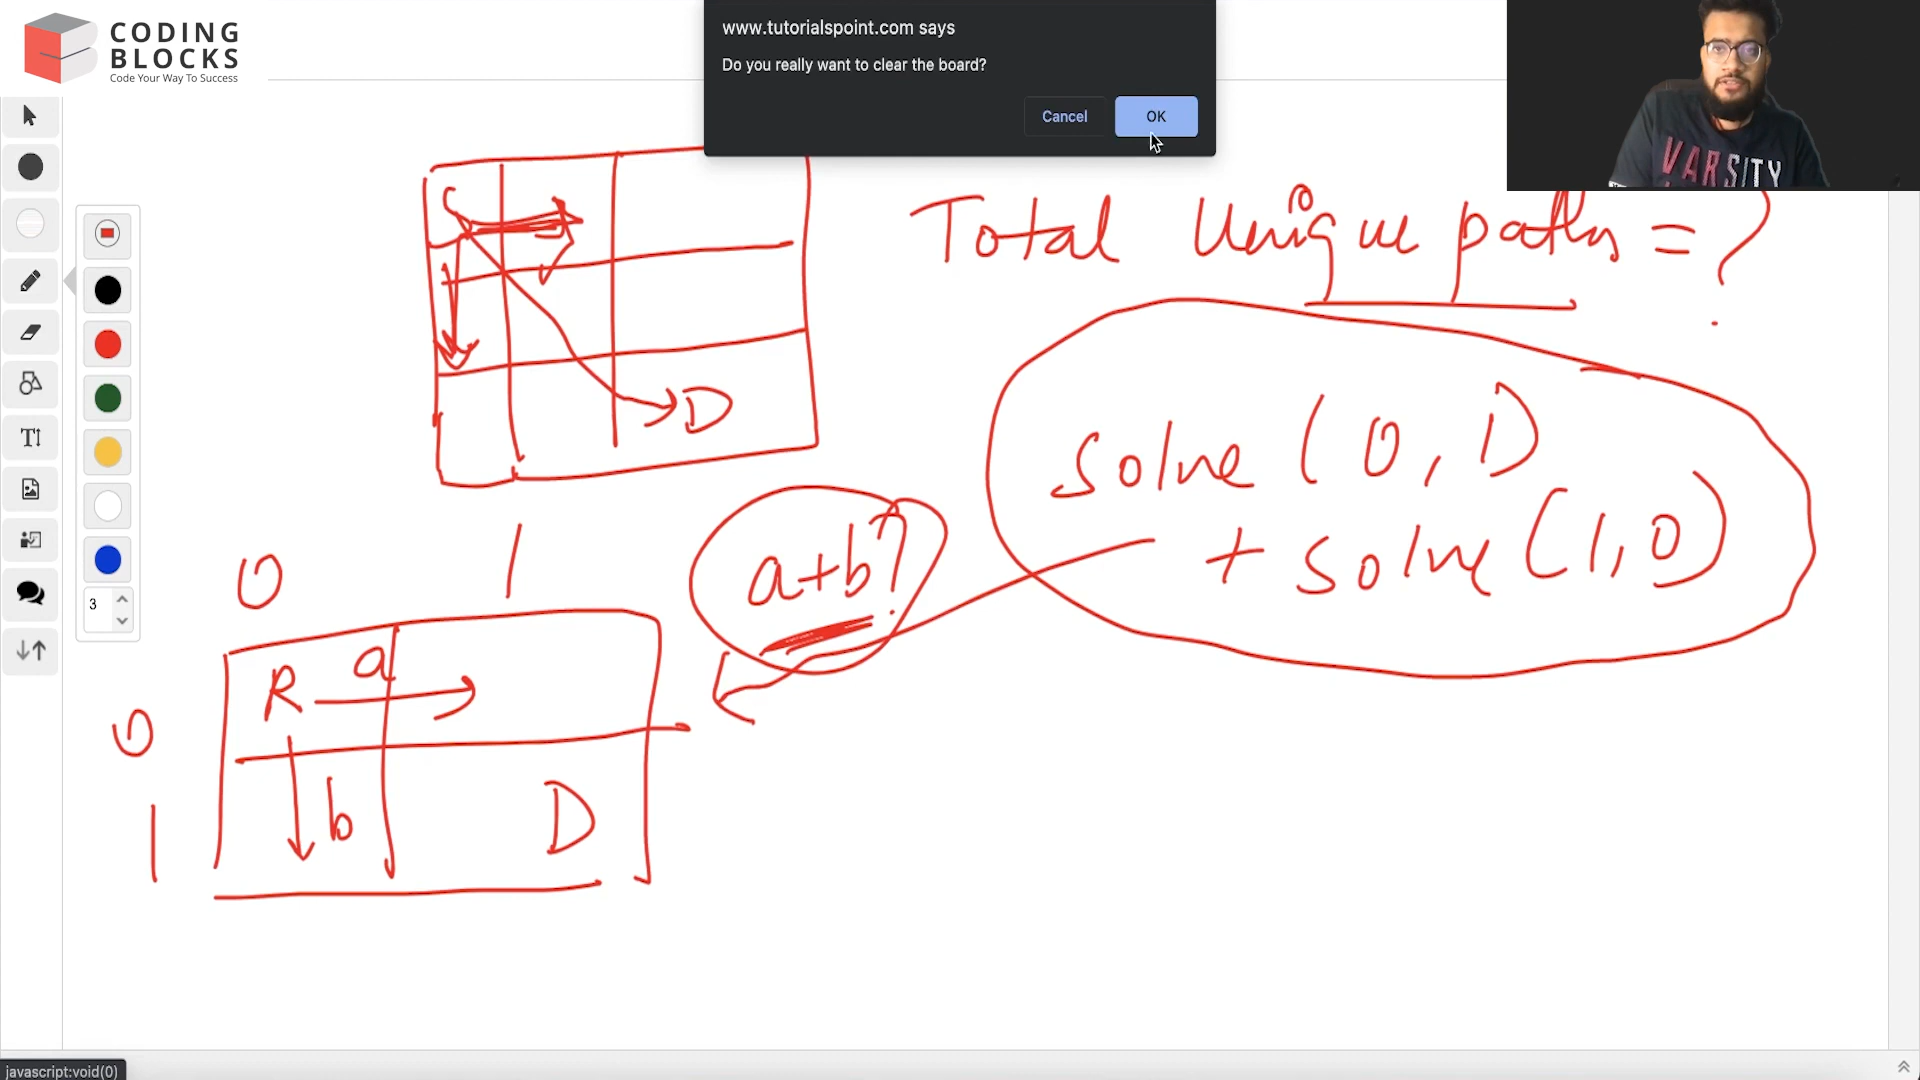 CODING
BLOCKS
Code Your Way To Success
www.tutorialspoint.com says
Do you really want to clear the board?
Cancel
OK
VARSITY
Total Unique paths = ?
D
solve (0, 1)
+ solve (1,0)
a+b?
0 1
R a
0
b
D
1
3
javascript:void(0)